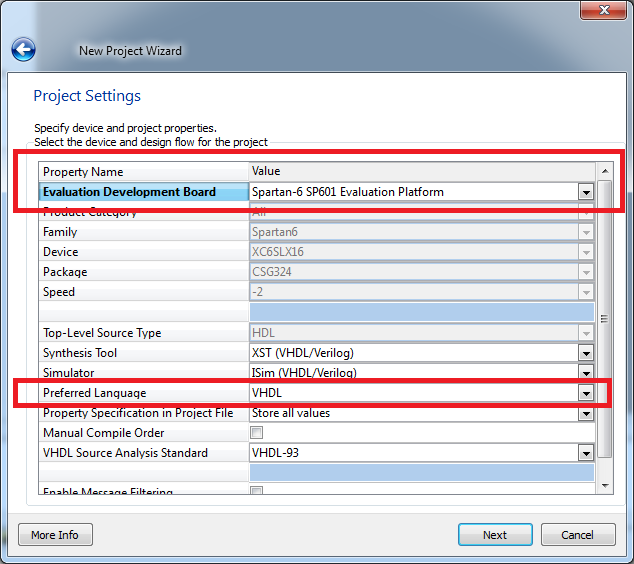 New Project Wizard
Project Settings
Specify device and project properties.
Select the device and design flow for the project
Property Name Value
Evaluation Development Board Spartan-6 SP601 Evaluation Platform
Product Category All
Family Spartan6
Device XC6SLX16
Package CSG324
Speed -2
Top-Level Source Type HDL
Synthesis Tool XST (VHDL/Verilog)
Simulator ISim (VHDL/Verilog)
Preferred Language VHDL
Property Specification in Project File Store all values
Manual Compile Order
VHDL Source Analysis Standard VHDL-93
Enable Message Filtering
More Info Next Cancel